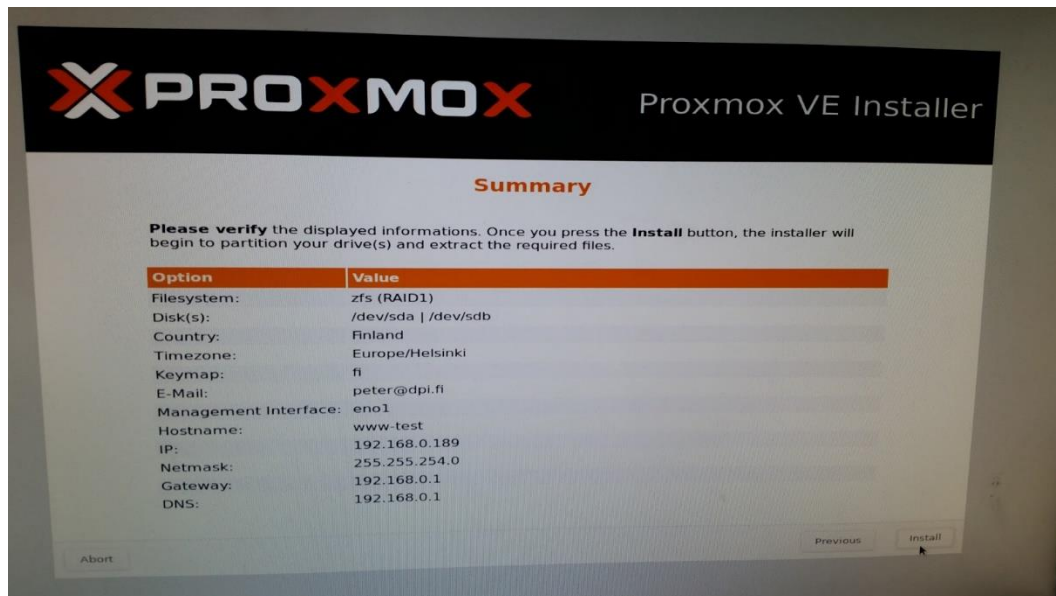 PROXMOX
Proxmox VE Installer
Summary
Please verify the displayed informations. Once you press the Install button, the installer will
begin to partition your drive(s) and extract the required files.
Option Value
Filesystem: zfs (RAID1)
Disk(s): /dev/sda | /dev/sdb
Country: Finland
Timezone: Europe/Helsinki
Keymap: fi
E-Mail: peter@dpi.fi
Management Interface: eno1
Hostname: www-test
IP: 192.168.0.189
Netmask: 255.255.254.0
Gateway: 192.168.0.1
DNS: 192.168.0.1
Abort Previous Install